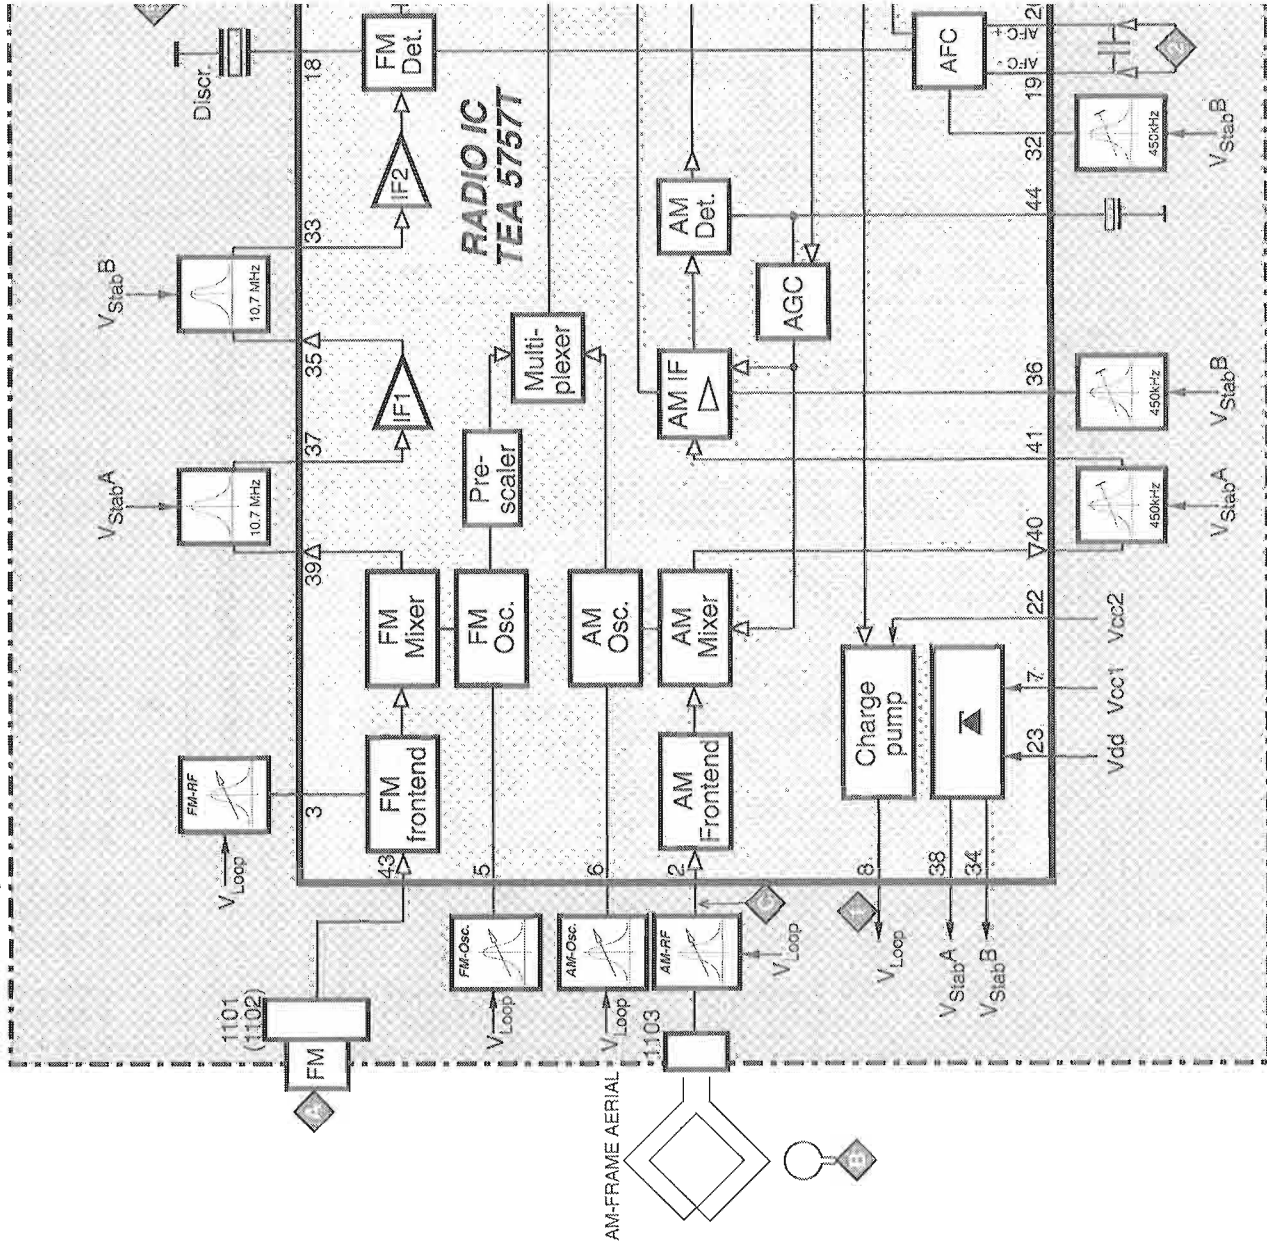 Discr.
18
FM
Det.
AFC
AFC+
AFC-
19
32
450kHz
VStabB
RADIO IC
TEA 5757T
IF2
33
VStabB
10,7 MHz
35
Multi-
plexer
AM
Det.
44
AGC
AM IF
36
450kHz
VStabB
IF1
37
VStabA
10.7 MHz
39
Pre-
scaler
41
40
450kHz
VStabA
FM
Mixer
FM
Osc.
AM
Osc.
AM
Mixer
22
Vcc2
Charge
pump
7
Vcc1
23
Vdd
FM-RF
VLoop
3
FM
frontend
43
AM
Frontend
5
6
2
8
38
34
FM-Osc.
VLoop
AM-Osc.
VLoop
AM-RF
VLoop
C
1
VLoop
VStabA
VStabB
1101
(1102)
FM
A
1103
AM-FRAME AERIAL
B
2